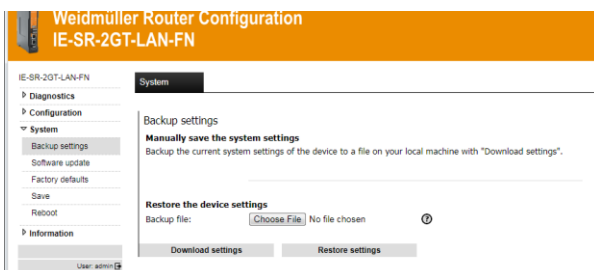 Weidmüller Router Configuration
IE-SR-2GT-LAN-FN
IE-SR-2GT-LAN-FN
System
Diagnostics
Configuration
System
Backup settings
Software update
Factory defaults
Save
Reboot
Information
User: admin
Backup settings
Manually save the system settings
Backup the current system settings of the device to a file on your local machine with "Download settings".
Restore the device settings
Backup file: Choose File No file chosen ?
Download settings Restore settings